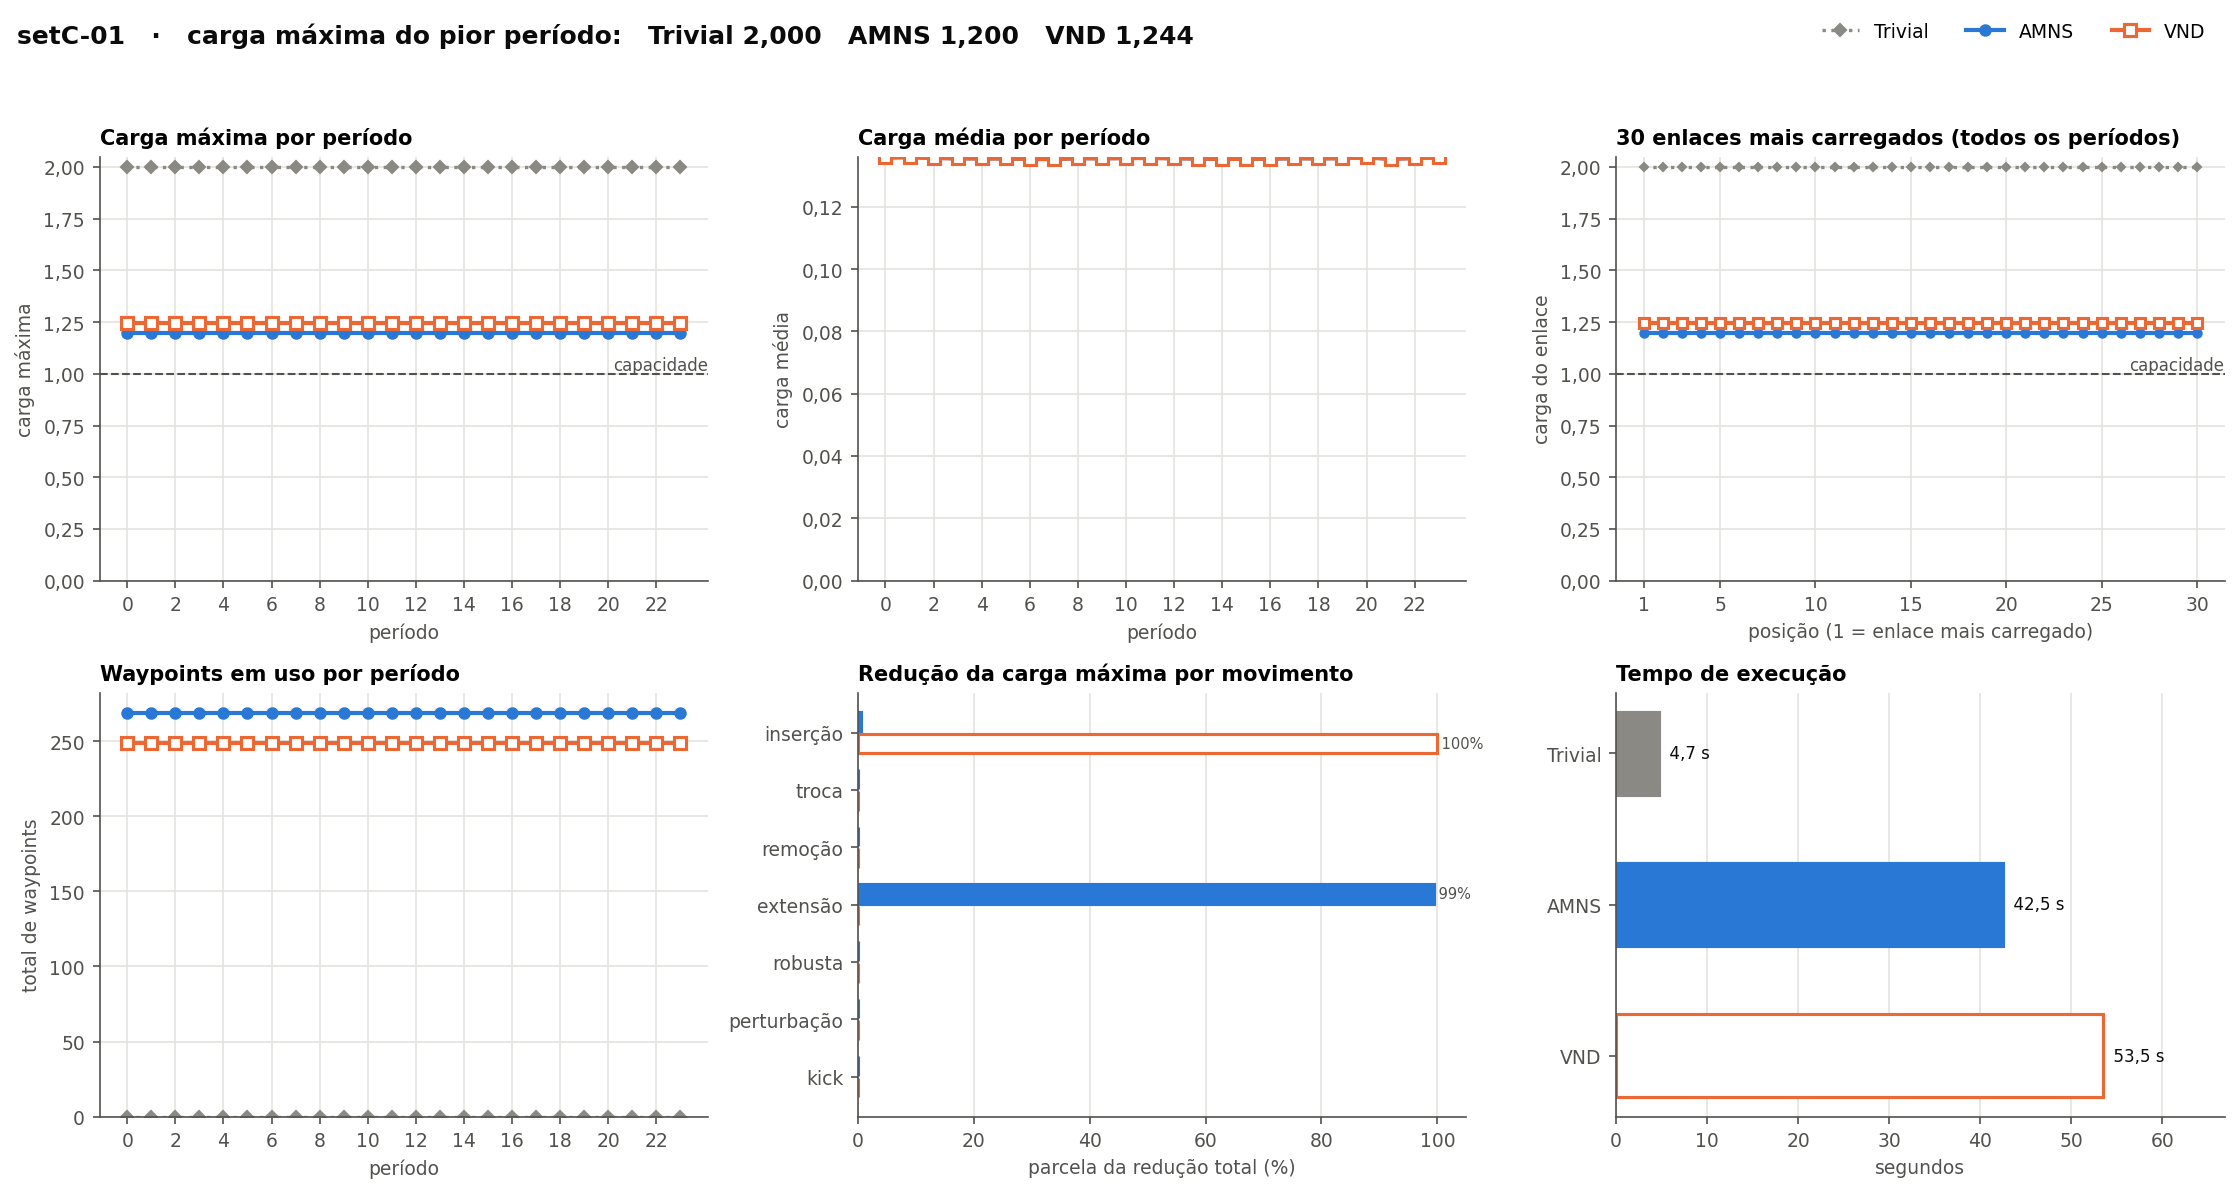 setC-01 · carga máxima do pior período: Trivial 2,000 AMNS 1,200 VND 1,244
Trivial AMNS VND
Carga máxima por período
2,00
1,75
1,50
1,25
1,00
0,75
0,50
0,25
0,00
carga máxima
capacidade
0 2 4 6 8 10 12 14 16 18 20 22
período
Carga média por período
0,12
0,10
0,08
0,06
0,04
0,02
0,00
carga média
0 2 4 6 8 10 12 14 16 18 20 22
período
30 enlaces mais carregados (todos os períodos)
2,00
1,75
1,50
1,25
1,00
0,75
0,50
0,25
0,00
carga do enlace
capacidade
1 5 10 15 20 25 30
posição (1 = enlace mais carregado)
Waypoints em uso por período
250
200
150
100
50
0
total de waypoints
0 2 4 6 8 10 12 14 16 18 20 22
período
Redução da carga máxima por movimento
inserção
100%
troca
remoção
extensão
99%
robusta
perturbação
kick
0 20 40 60 80 100
parcela da redução total (%)
Tempo de execução
Trivial
4,7 s
AMNS
42,5 s
VND
53,5 s
0 10 20 30 40 50 60
segundos